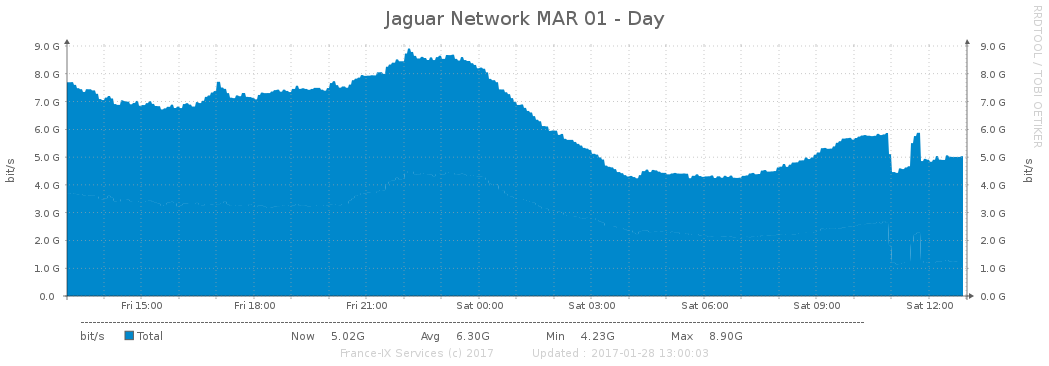 Jaguar Network MAR 01 - Day
RRDTOOL / TOBI OETIKER
bit/s
9.0 G 9.0 G
8.0 G 8.0 G
7.0 G 7.0 G
6.0 G 6.0 G
5.0 G 5.0 G
4.0 G 4.0 G
3.0 G 3.0 G
2.0 G 2.0 G
1.0 G 1.0 G
0.0 0.0 G
bit/s
Fri 15:00 Fri 18:00 Fri 21:00 Sat 00:00 Sat 03:00 Sat 06:00 Sat 09:00 Sat 12:00
bit/s Total Now 5.02G Avg 6.30G Min 4.23G Max 8.90G
France-IX Services (c) 2017 Updated : 2017-01-28 13:00:03